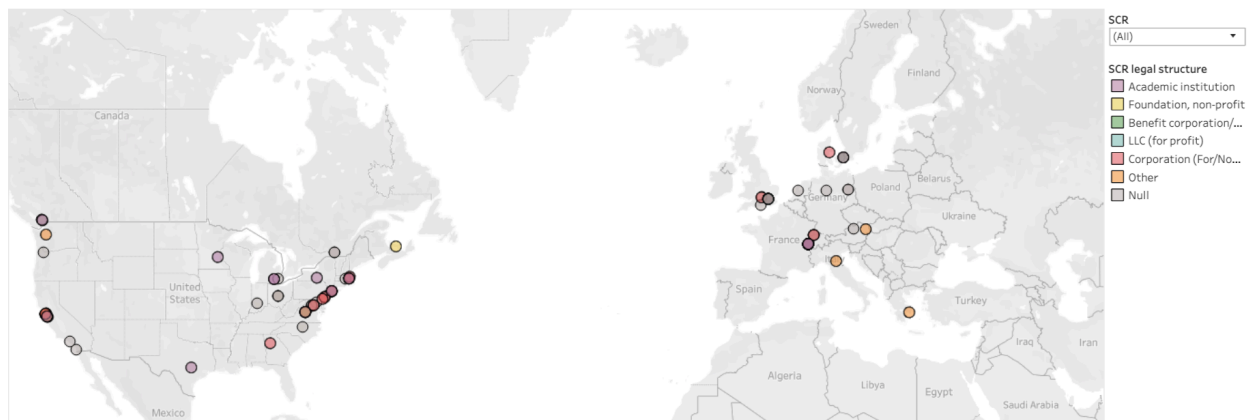 SCR
(All)
SCR legal structure
Academic institution
Foundation, non-profit
Benefit corporation/...
LLC (for profit)
Corporation (For/No...
Other
Null
Sweden
Finland
Norway
Canada
Belarus
Poland
Germany
Ukraine
France
United
States
Spain
Turkey
Iraq
Iran
Algeria
Libya
Egypt
Saudi Arabia
Mexico